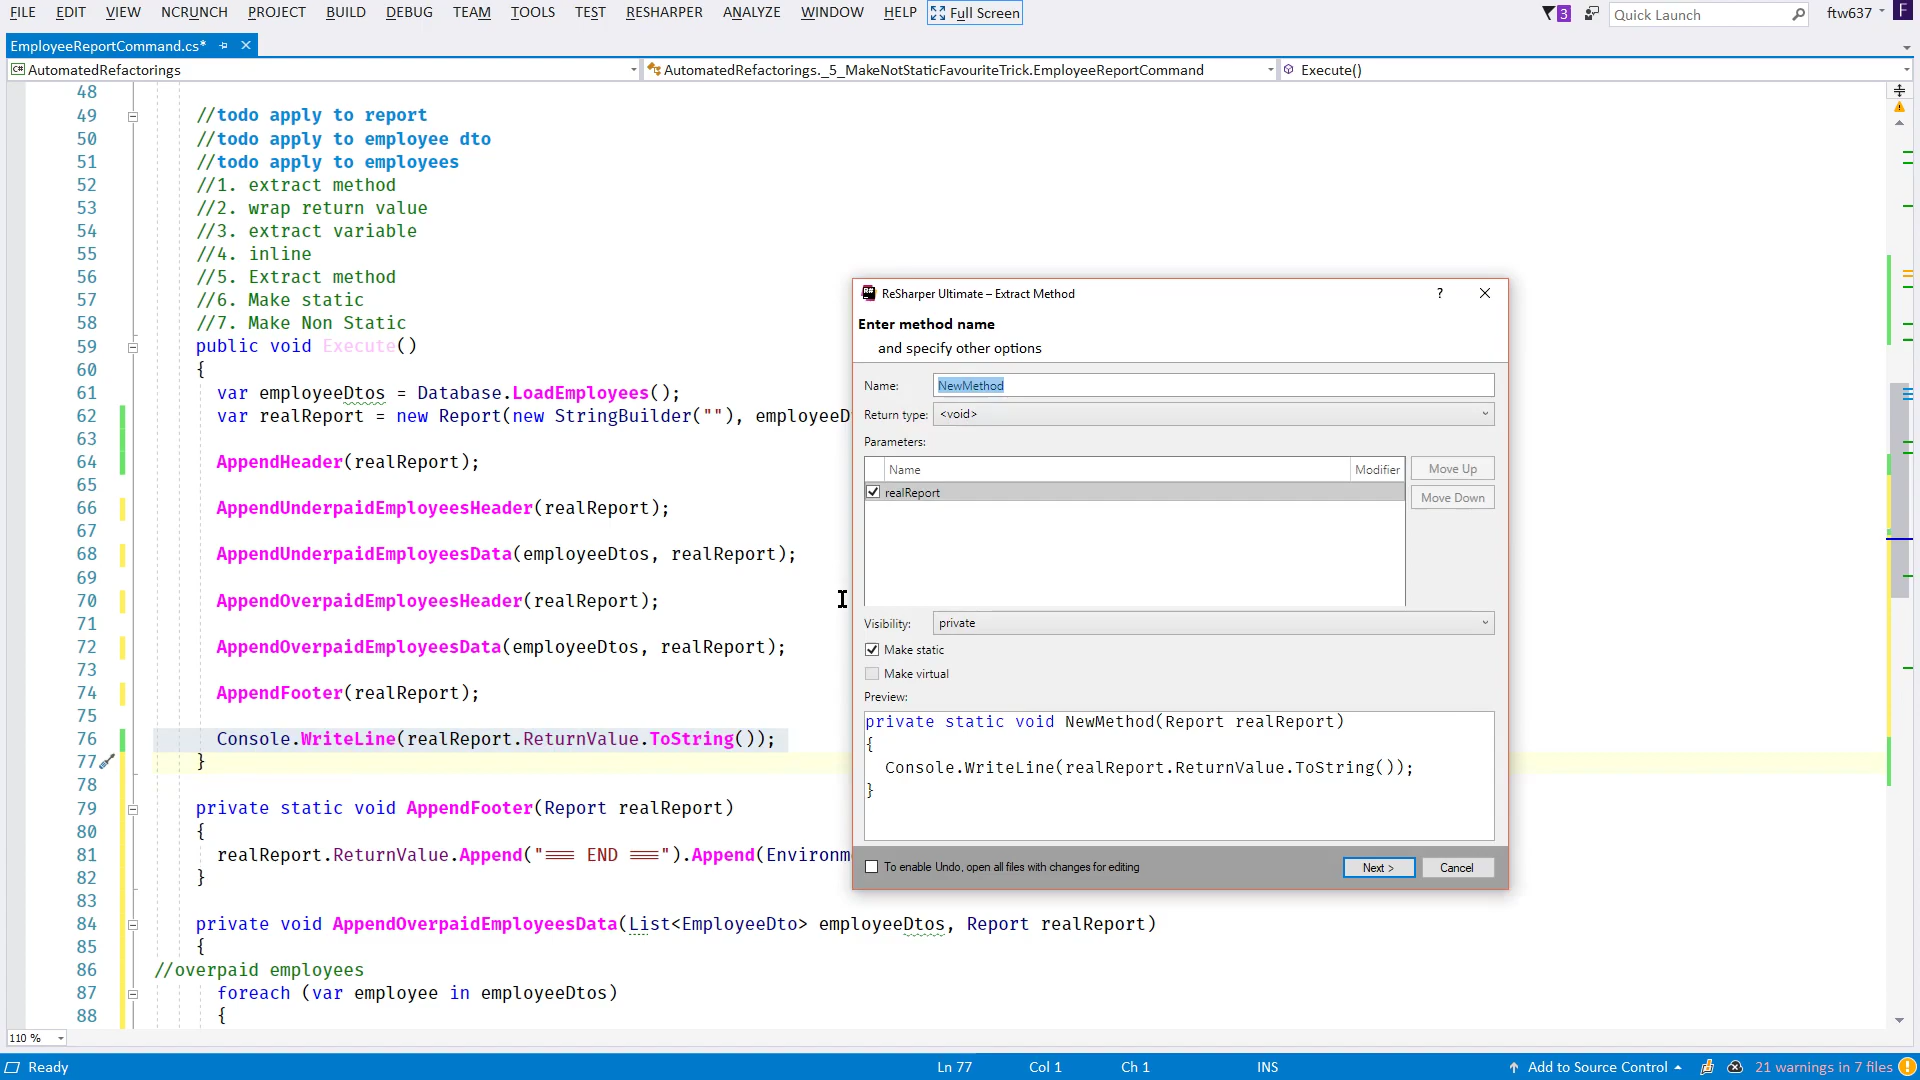 FILE EDIT VIEW NCRUNCH PROJECT BUILD DEBUG TEAM TOOLS TEST RESHARPER ANALYZE WINDOW HELP Full Screen 3 Quick Launch ftw637 F
EmployeeReportCommand.cs*
C# AutomatedRefactorings AutomatedRefactorings._5_MakeNotStaticFavouriteTrick.EmployeeReportCommand Execute()
48
49 //todo apply to report
50 //todo apply to employee dto
51 //todo apply to employees
52 //1. extract method
53 //2. wrap return value
54 //3. extract variable
55 //4. inline
56 //5. Extract method
57 //6. Make static
58 //7. Make Non Static
59 public void Execute()
60 {
61 var employeeDtos = Database.LoadEmployees();
62 var realReport = new Report(new StringBuilder(""), employeeD
63
64 AppendHeader(realReport);
65
66 AppendUnderpaidEmployeesHeader(realReport);
67
68 AppendUnderpaidEmployeesData(employeeDtos, realReport);
69
70 AppendOverpaidEmployeesHeader(realReport);
71
72 AppendOverpaidEmployeesData(employeeDtos, realReport);
73
74 AppendFooter(realReport);
75
76 Console.WriteLine(realReport.ReturnValue.ToString());
77 }
78
79 private static void AppendFooter(Report realReport)
80 {
81 realReport.ReturnValue.Append("=== END ===").Append(Environm
82 }
83
84 private void AppendOverpaidEmployeesData(List<EmployeeDto> employeeDtos, Report realReport)
85 {
86 //overpaid employees
87 foreach (var employee in employeeDtos)
88 {
ReSharper Ultimate – Extract Method ?
Enter method name
and specify other options
Name: NewMethod
Return type: <void>
Parameters:
Name Modifier
realReport
Move Up
Move Down
Visibility: private
Make static
Make virtual
Preview:
private static void NewMethod(Report realReport)
{
Console.WriteLine(realReport.ReturnValue.ToString());
}
To enable Undo, open all files with changes for editing
Next > Cancel
110 %
Ready Ln 77 Col 1 Ch 1 INS Add to Source Control 21 warnings in 7 files